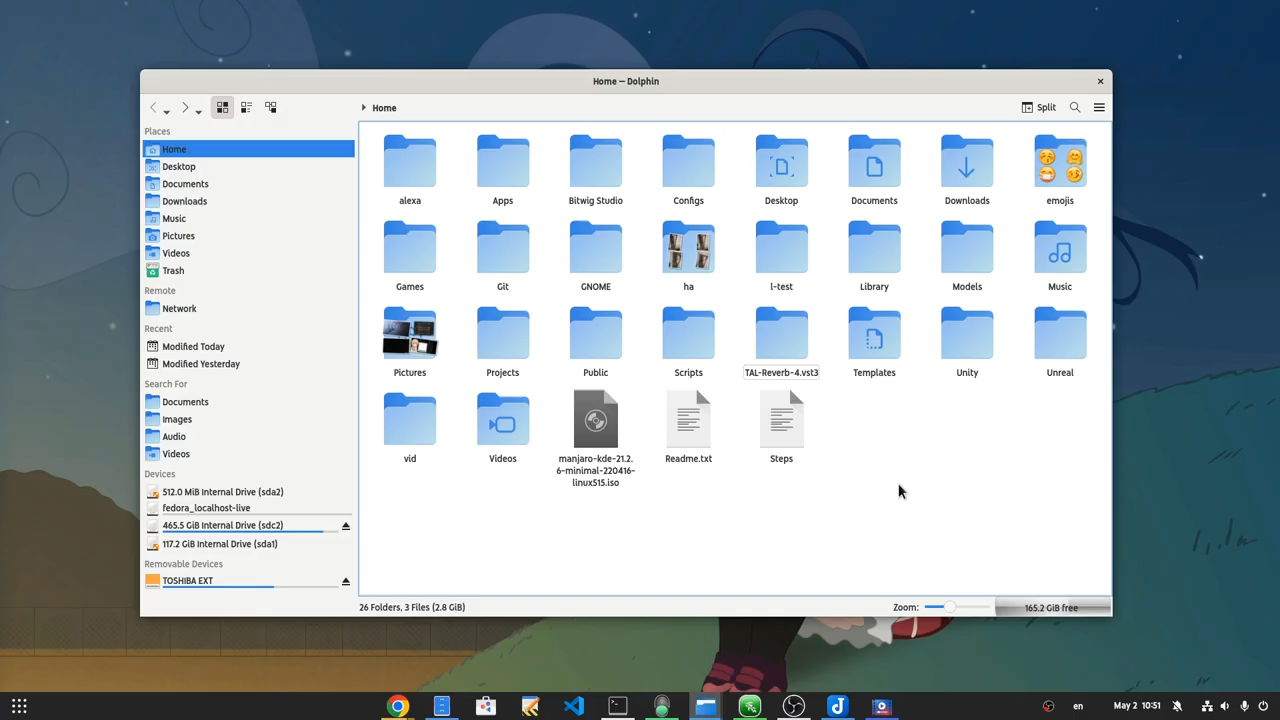 Home — Dolphin
Home
Split
Places
Home
Desktop
Documents
Downloads
Music
Pictures
Videos
Trash
Remote
Network
Recent
Modified Today
Modified Yesterday
Search For
Documents
Images
Audio
Videos
Devices
512.0 MiB Internal Drive (sda2)
fedora_localhost-live
465.5 GiB Internal Drive (sdc2)
117.2 GiB Internal Drive (sda1)
Removable Devices
TOSHIBA EXT
alexa
Apps
Bitwig Studio
Configs
Desktop
Documents
Downloads
emojis
Games
Git
GNOME
ha
l-test
Library
Models
Music
Pictures
Projects
Public
Scripts
TAL-Reverb-4.vst3
Templates
Unity
Unreal
vid
Videos
manjaro-kde-21.2.
6-minimal-220416-
linux515.iso
Readme.txt
Steps
26 Folders, 3 Files (2.8 GiB)
Zoom:
165.2 GiB free
en
May 2 10:51